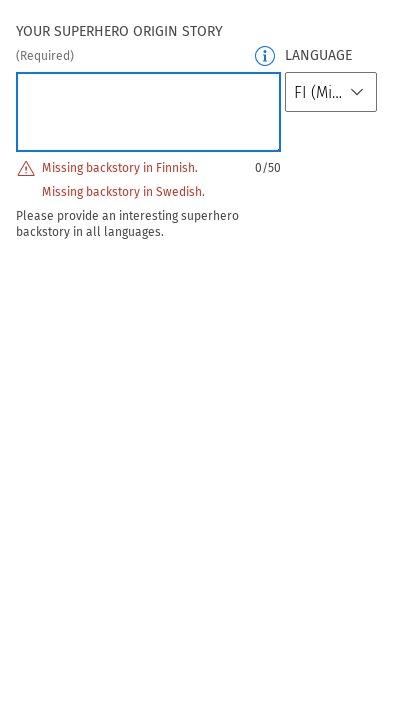 YOUR SUPERHERO ORIGIN STORY
(Required)
LANGUAGE
FI (Mi...
Missing backstory in Finnish.
0/50
Missing backstory in Swedish.
Please provide an interesting superhero
backstory in all languages.